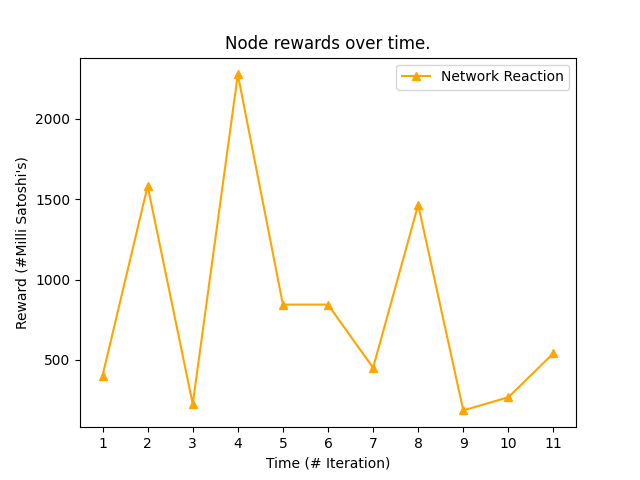 Node rewards over time.
Network Reaction
2000
1500
1000
500
Reward (#Milli Satoshi's)
1 2 3 4 5 6 7 8 9 10 11
Time (# Iteration)